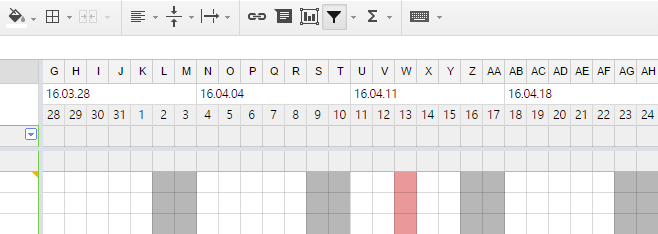 G H I J K L M N O P Q R S T U V W X Y Z AA AB AC AD AE AF AG AH
16.03.28 16.04.04 16.04.11 16.04.18
28 29 30 31 1 2 3 4 5 6 7 8 9 10 11 12 13 14 15 16 17 18 19 20 21 22 23 24